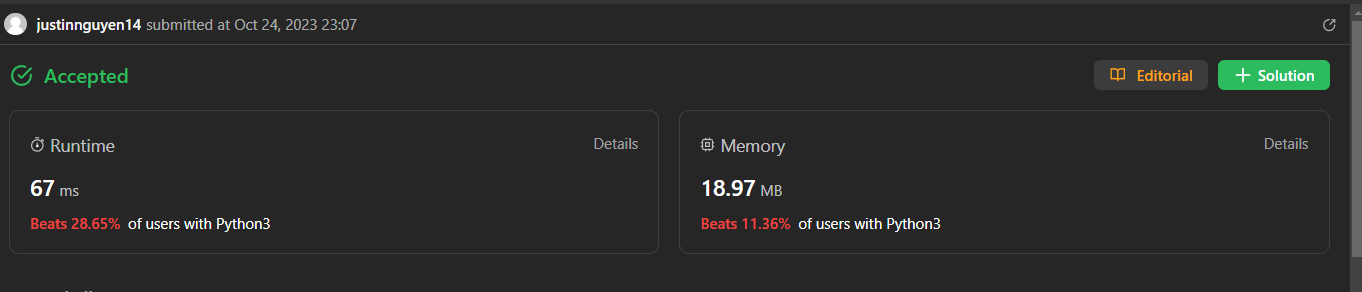 justinnguyen14 submitted at Oct 24, 2023 23:07
Accepted
Editorial
Solution
Runtime
Details
67 ms
Beats 28.65% of users with Python3
Memory
Details
18.97 MB
Beats 11.36% of users with Python3